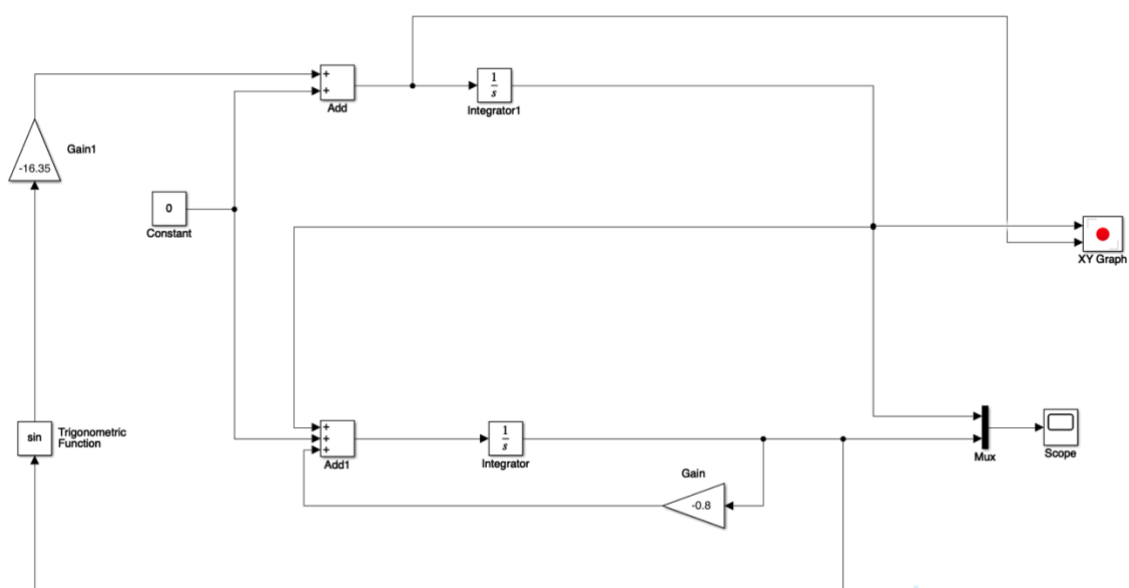 +
+
Add
1
s
Integrator1
Gain1
-16.35
0
Constant
XY Graph
sin
Trigonometric
Function
+
+
+
Add1
1
s
Integrator
Gain
-0.8
Mux
Scope